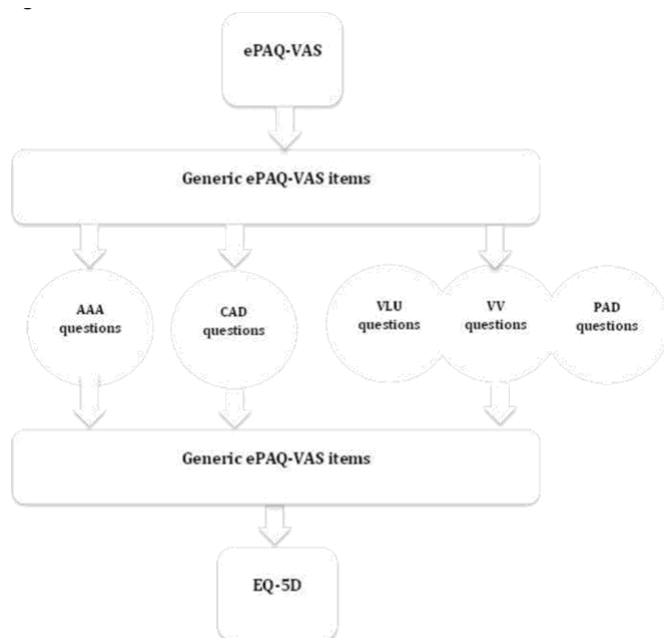 ePAQ-VAS
Generic ePAQ-VAS items
AAA
questions
CAD
questions
VLU
questions
VV
questions
PAD
questions
Generic ePAQ-VAS items
EQ-5D